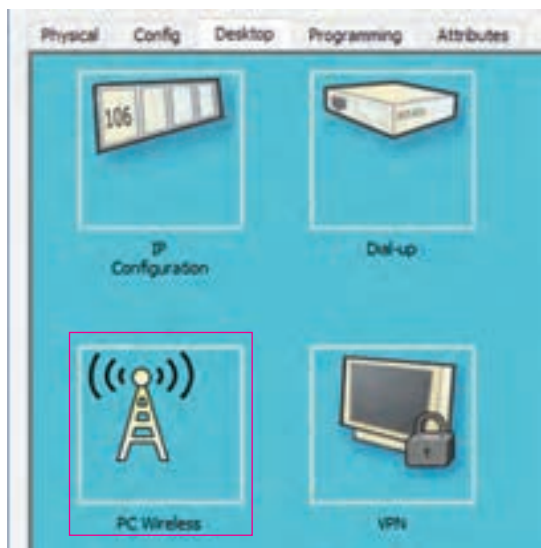 Physical Config Desktop Programming Attributes
106
IP
Configuration
Dial-up
PC Wireless
VPN